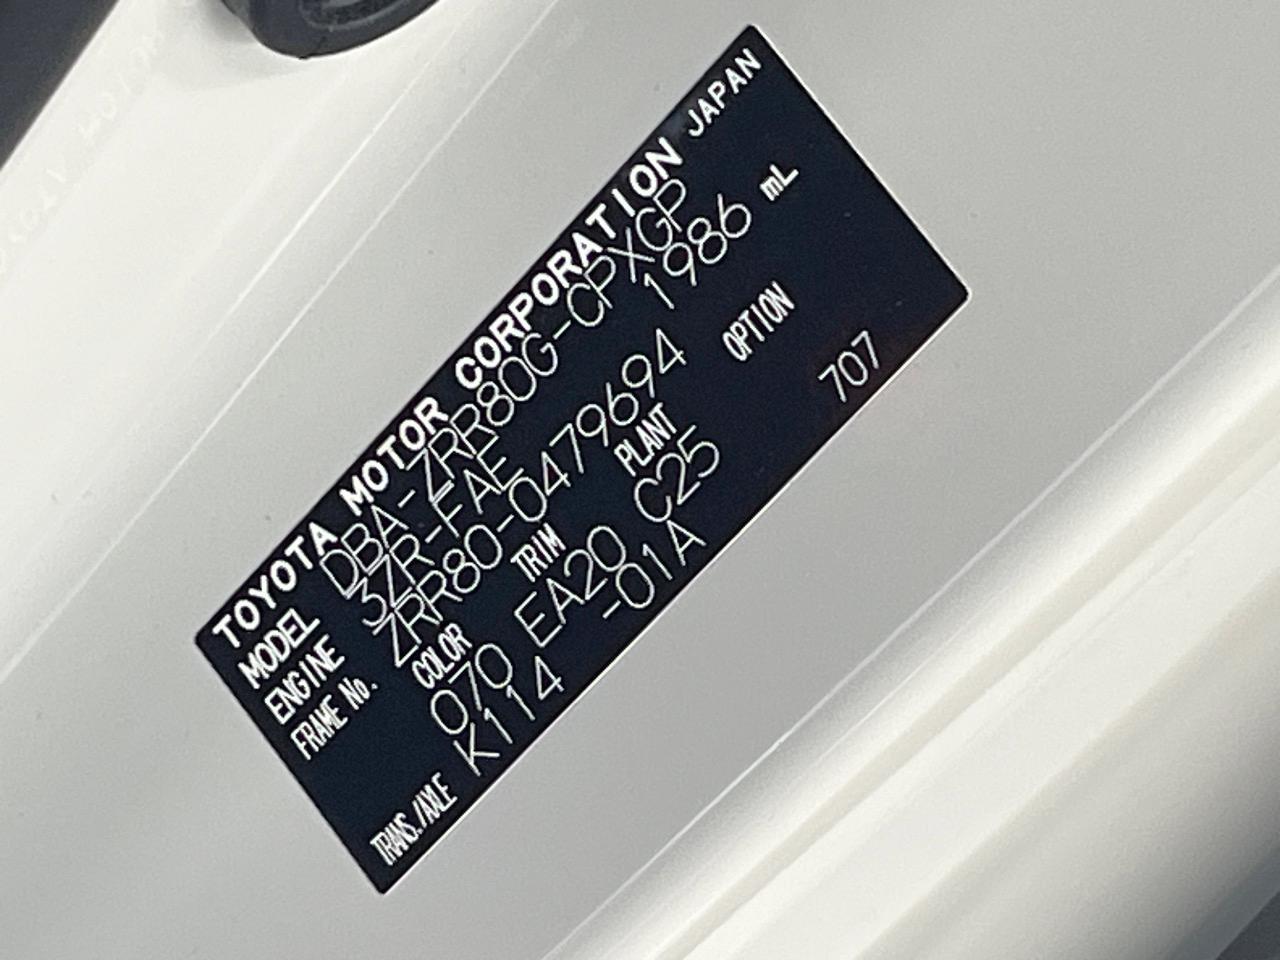 TOYOTA MOTOR CORPORATION JAPAN
MODEL DBA-ZRR80G-CPXGP
ENGINE 3ZR-FAE 1986 mL
FRAME No. ZRR80-0479694
COLOR TRIM PLANT OPTION
070 EA20 C25 707
TRANS./AXLE K114 -01A